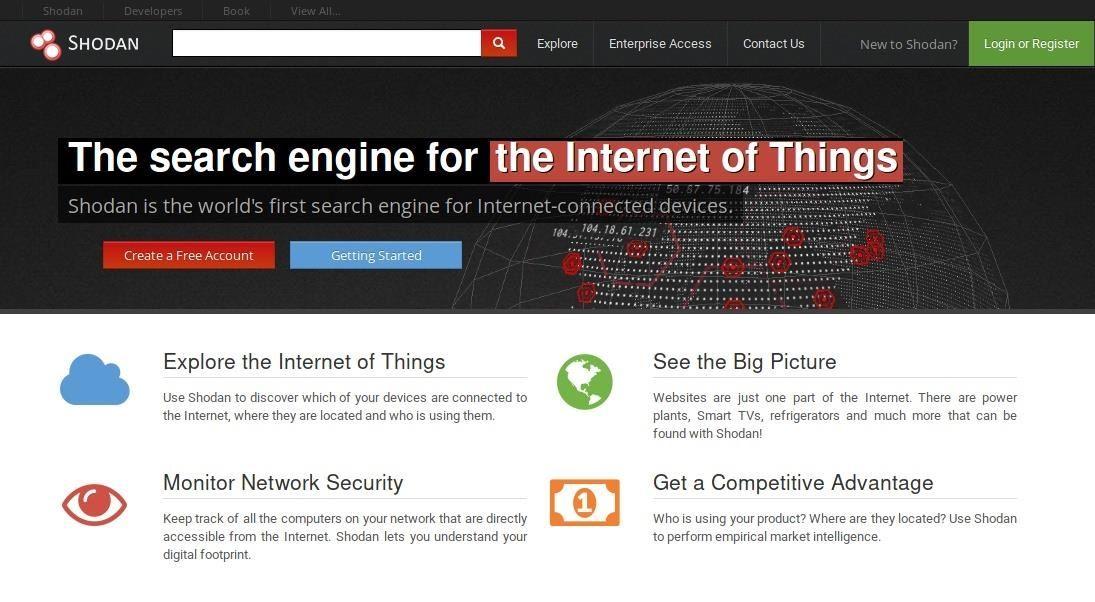 Shodan Developers Book View All...
SHODAN Explore Enterprise Access Contact Us New to Shodan? Login or Register
The search engine for the Internet of Things
50.87.75.184
Shodan is the world's first search engine for Internet-connected devices.
104. 104.18.61.231
Create a Free Account Getting Started
Explore the Internet of Things
Use Shodan to discover which of your devices are connected to
the Internet, where they are located and who is using them.
See the Big Picture
Websites are just one part of the Internet. There are power
plants, Smart TVs, refrigerators and much more that can be
found with Shodan!
Monitor Network Security
Keep track of all the computers on your network that are directly
accessible from the Internet. Shodan lets you understand your
digital footprint.
1
Get a Competitive Advantage
Who is using your product? Where are they located? Use Shodan
to perform empirical market intelligence.